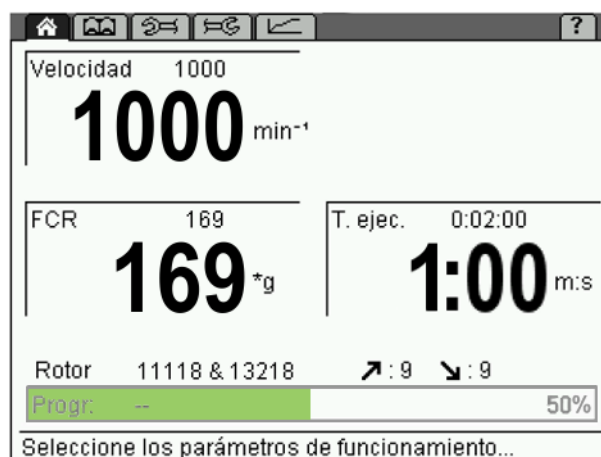 ?
Velocidad 1000
1000 min⁻¹
FCR 169
169 *g
T. ejec. 0:02:00
1:00 m:s
Rotor 11118 & 13218 ↗: 9 ↘: 9
Progr: -- 50%
Seleccione los parámetros de funcionamiento...